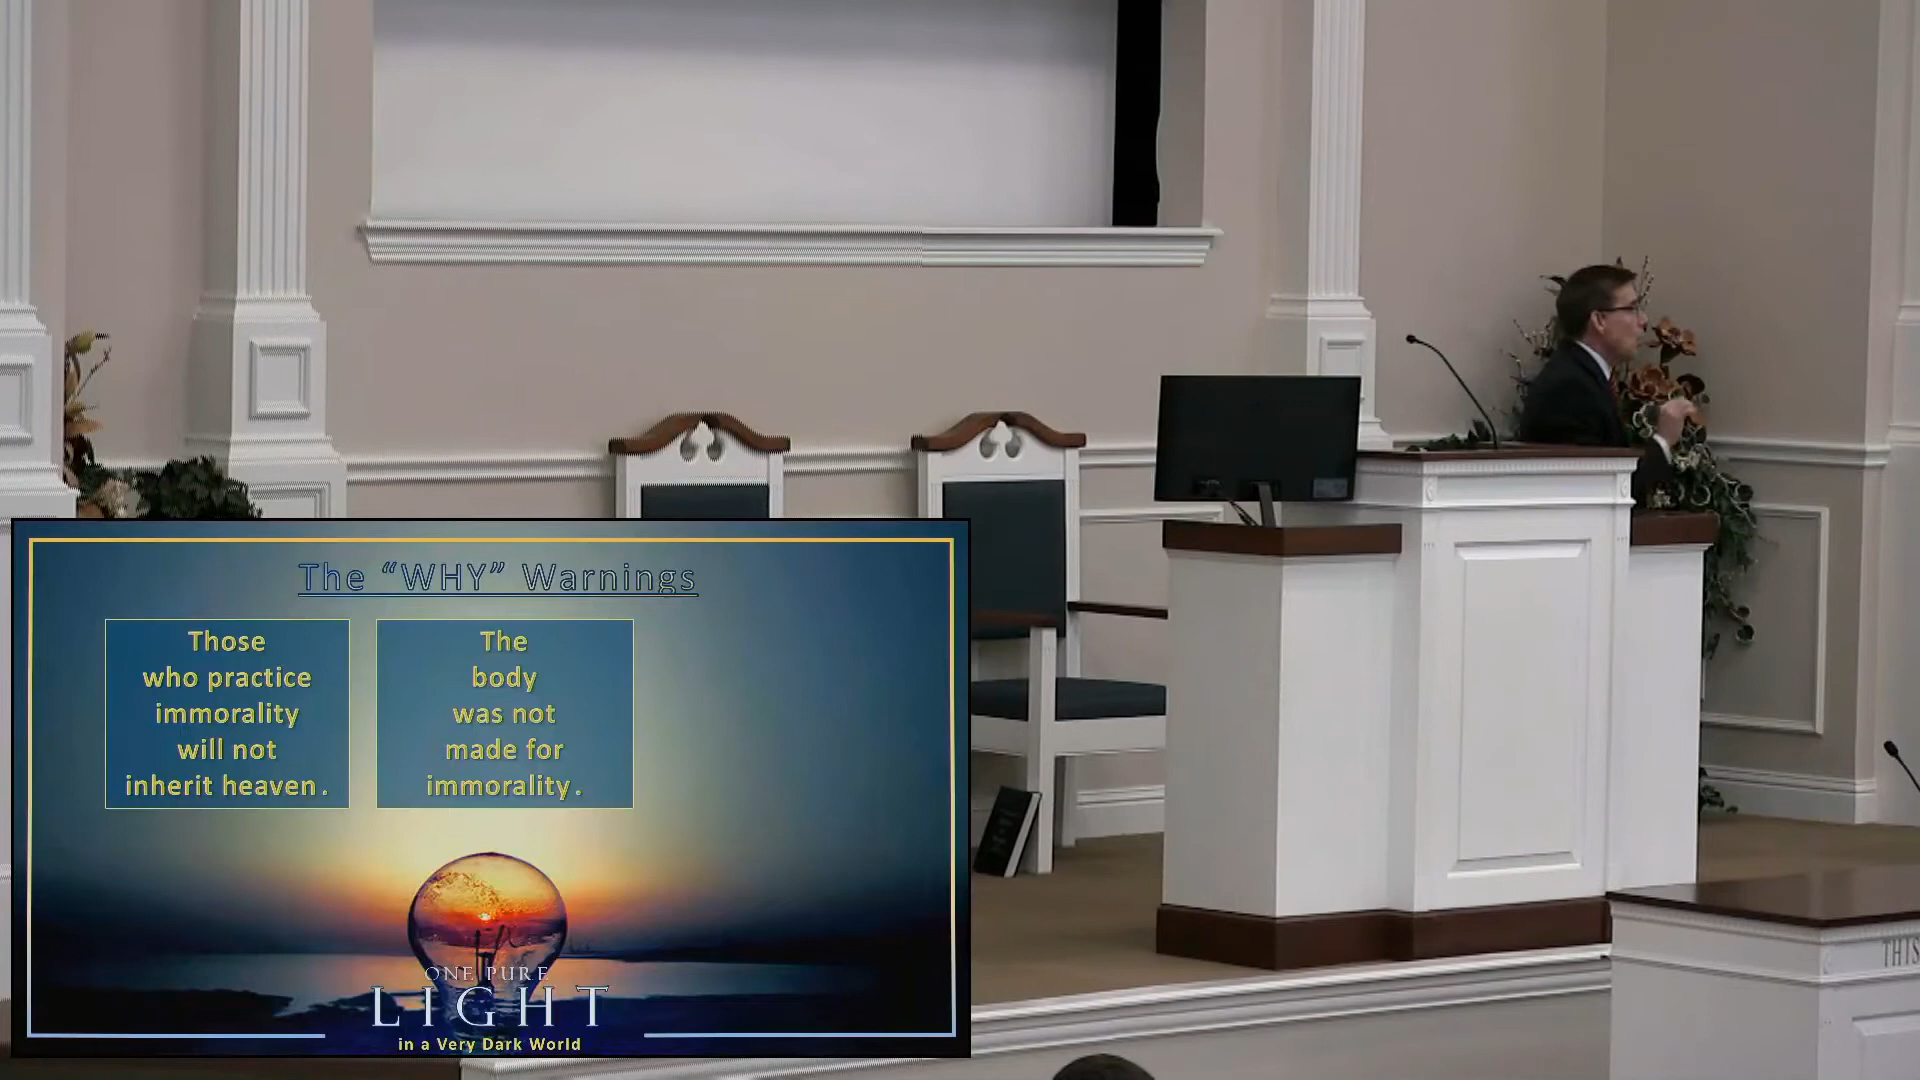 The “WHY” Warnings
Those
who practice
immorality
will not
inherit heaven.
The
body
was not
made for
immorality.
ONE PURE
LIGHT
in a Very Dark World
THIS